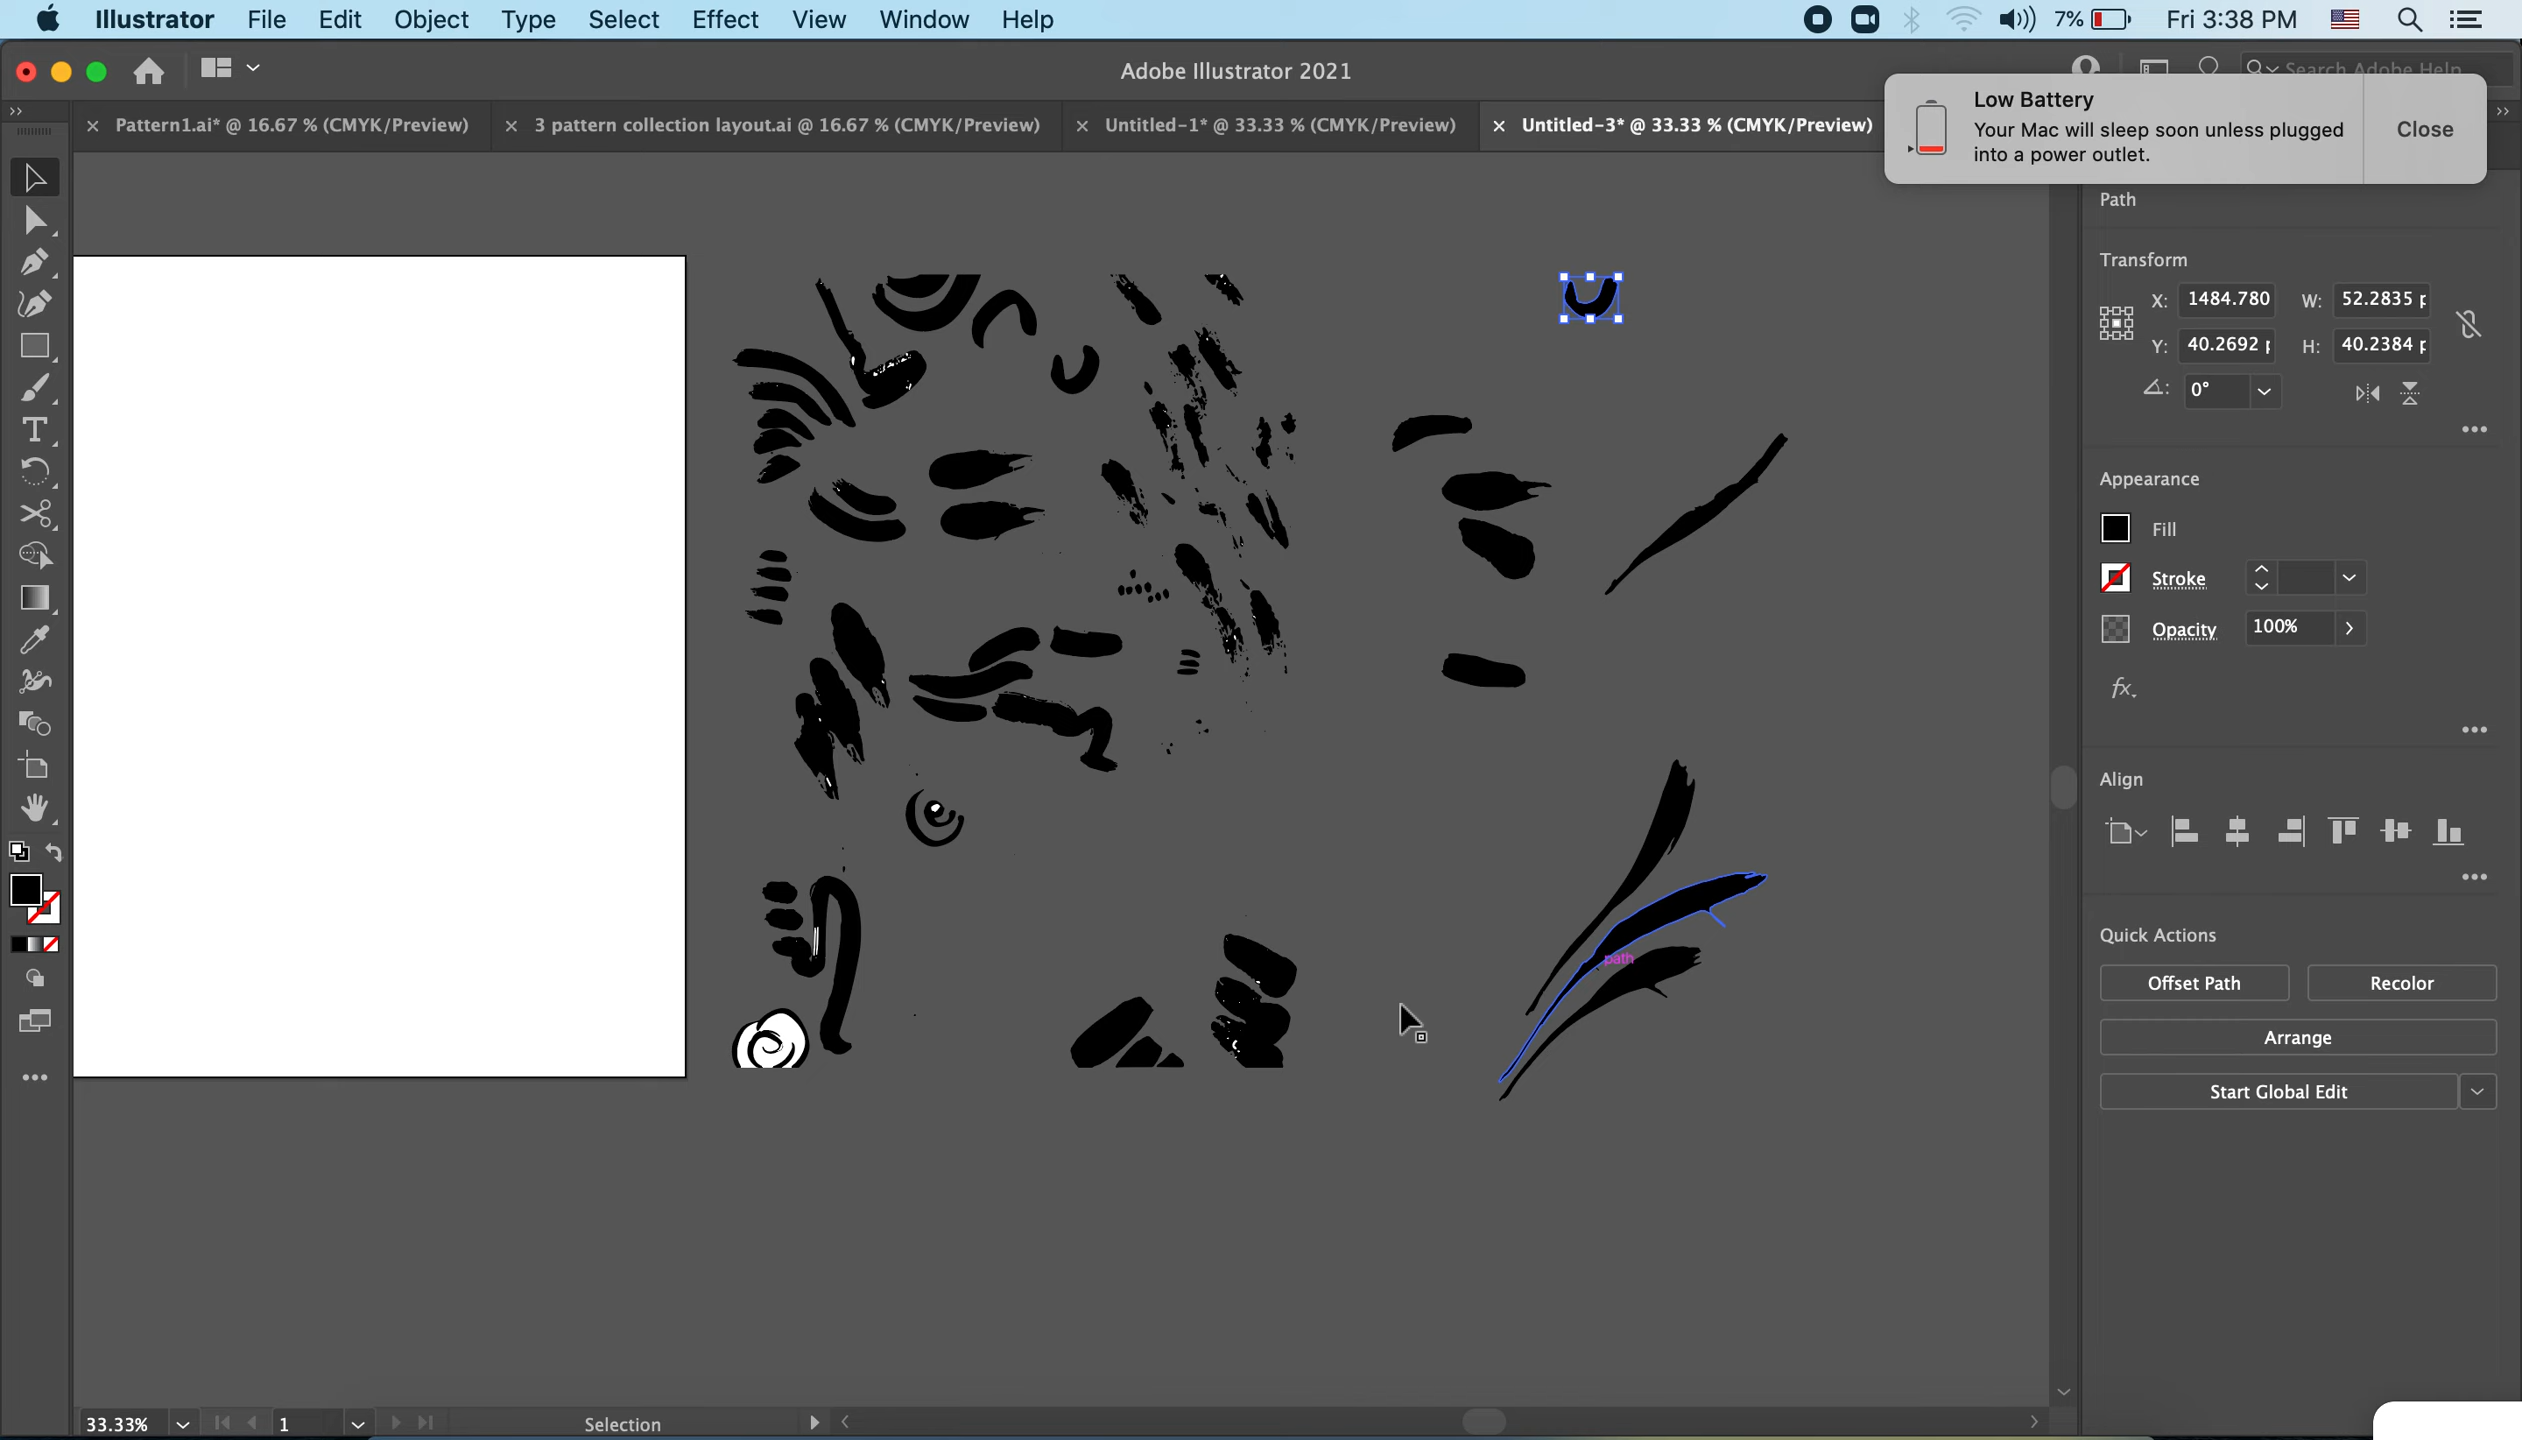 Illustrator File Edit Object Type Select Effect View Window Help 7% Fri 3:38 PM
Adobe Illustrator 2021
Search Adobe Help
Low Battery
Your Mac will sleep soon unless plugged
into a power outlet.
Close
Pattern1.ai* @ 16.67 % (CMYK/Preview)
3 pattern collection layout.ai @ 16.67 % (CMYK/Preview)
Untitled-1* @ 33.33 % (CMYK/Preview)
Untitled-3* @ 33.33 % (CMYK/Preview)
Path
Transform
X: 1484.780 W: 52.2835 p
Y: 40.2692 p H: 40.2384 p
0°
Appearance
Fill
Stroke
Opacity 100%
fx
Align
Quick Actions
Offset Path Recolor
Arrange
Start Global Edit
path
33.33% 1 Selection